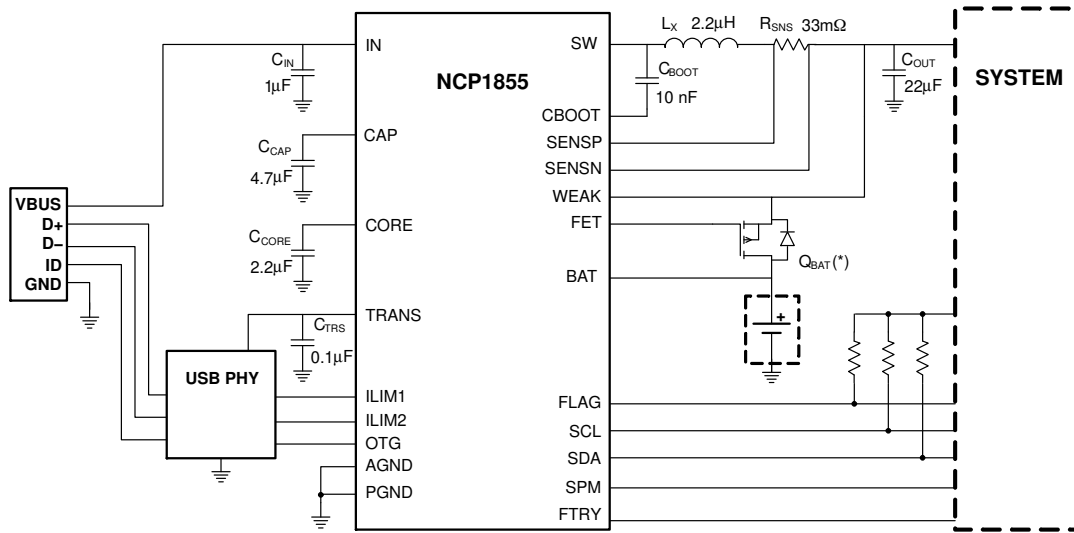 IN
CAP
CORE
TRANS
ILIM1
ILIM2
OTG
AGND
PGND
NCP1855
SW
CBOOT
SENSP
SENSN
WEAK
FET
BAT
FLAG
SCL
SDA
SPM
FTRY
C_IN
1µF
C_CAP
4.7µF
C_CORE
2.2µF
C_TRS
0.1µF
VBUS
D+
D−
ID
GND
USB PHY
L_X 2.2µH
R_SNS 33mΩ
C_BOOT
10 nF
C_OUT
22µF
SYSTEM
Q_BAT(*)
+